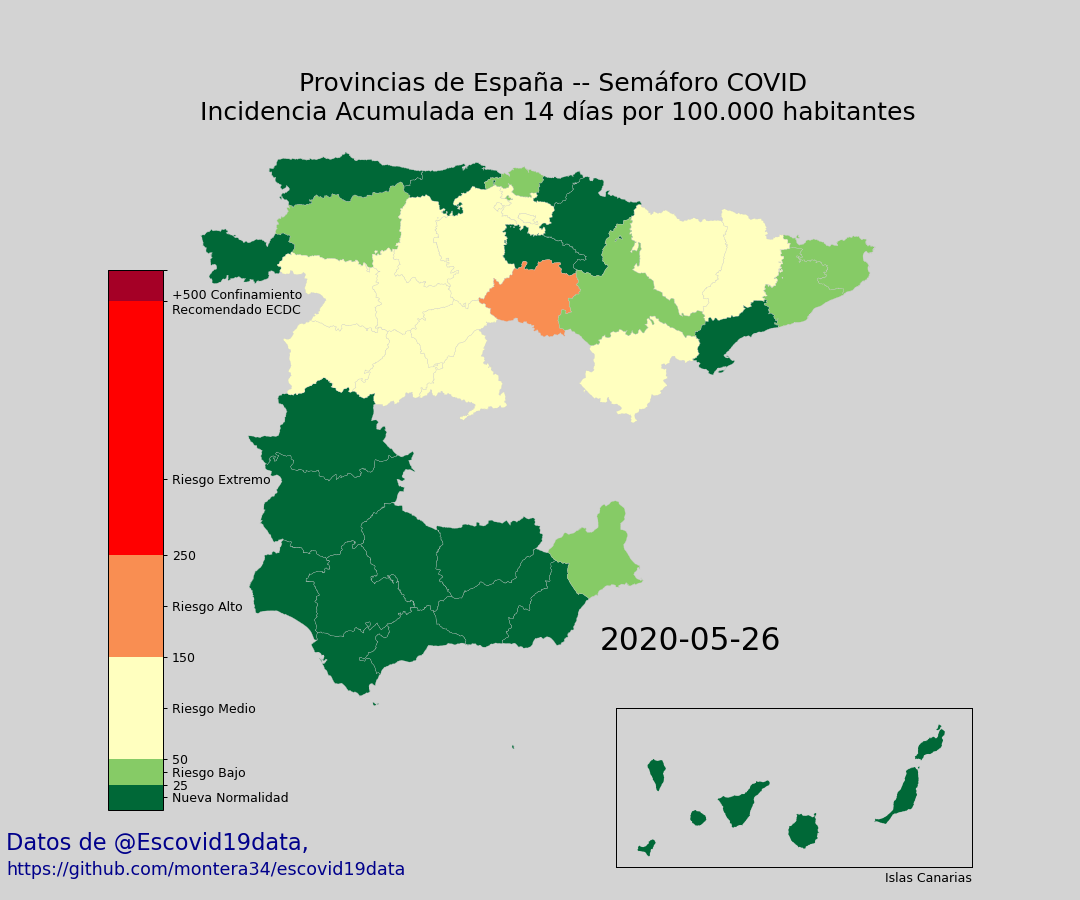 Provincias de España -- Semáforo COVID
Incidencia Acumulada en 14 días por 100.000 habitantes
+500 Confinamiento
Recomendado ECDC
Riesgo Extremo
250
Riesgo Alto
150
Riesgo Medio
50
Riesgo Bajo
25
Nueva Normalidad
2020-05-26
Islas Canarias
Datos de @Escovid19data,
https://github.com/montera34/escovid19data